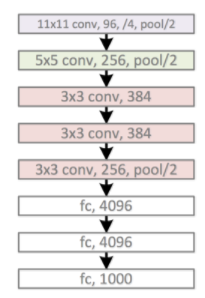 11x11 conv, 96, /4, pool/2
5x5 conv, 256, pool/2
3x3 conv, 384
3x3 conv, 384
3x3 conv, 256, pool/2
fc, 4096
fc, 4096
fc, 1000